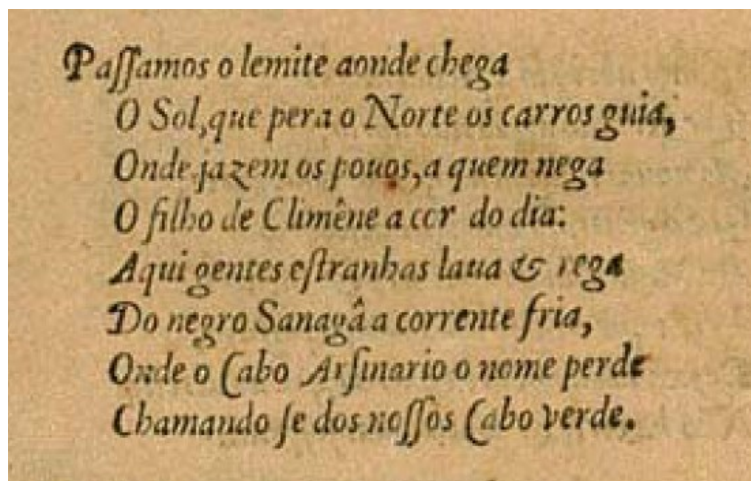 Paſſamos o lemite aonde chega
O Sol, que pera o Norte os carros guia,
Onde jazem os pouos, a quem nega
O filho de Climêne a cor do dia:
Aqui gentes eſtranhas laua & rega
Do negro Sanagâ a corrente fria,
Onde o Cabo Arſinario o nome perde
Chamando ſe dos noſſos Cabo verde.